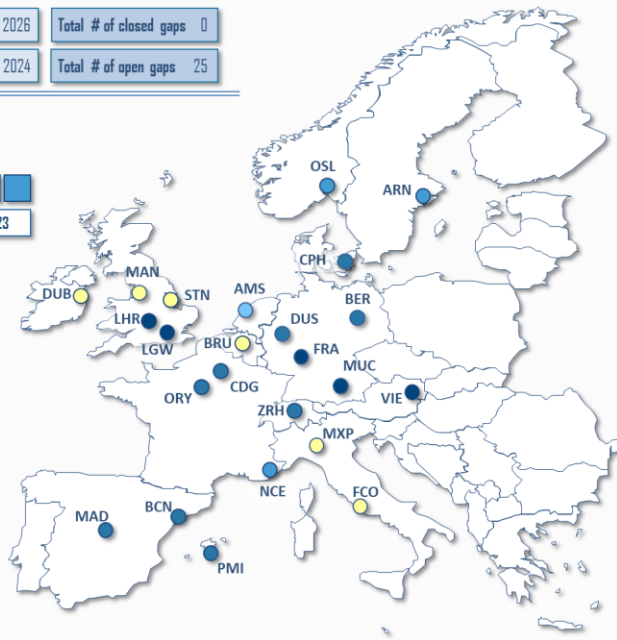 2026 Total # of closed gaps 0
2024 Total # of open gaps 25
23
OSL
ARN
CPH
MAN
DUB
STN
AMS
BER
LHR
DUS
LGW
BRU
FRA
MUC
CDG
ORY
VIE
ZRH
MXP
NCE
FCO
BCN
MAD
PMI